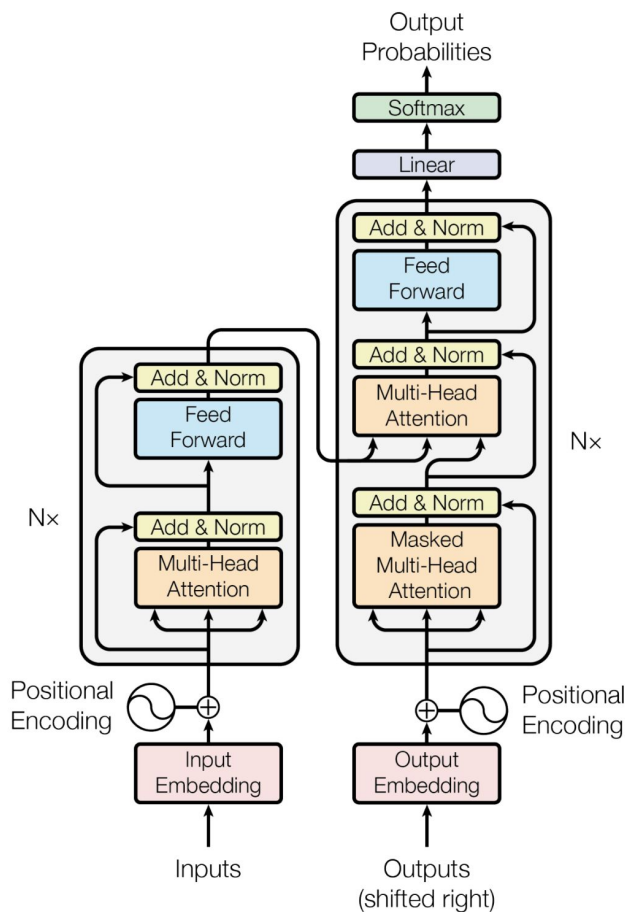 Output
Probabilities
Softmax
Linear
Add & Norm
Feed
Forward
Add & Norm
Multi-Head
Attention
Add & Norm
Masked
Multi-Head
Attention
Nx
Add & Norm
Feed
Forward
Add & Norm
Multi-Head
Attention
Nx
Positional
Encoding
Positional
Encoding
Input
Embedding
Output
Embedding
Inputs
Outputs
(shifted right)